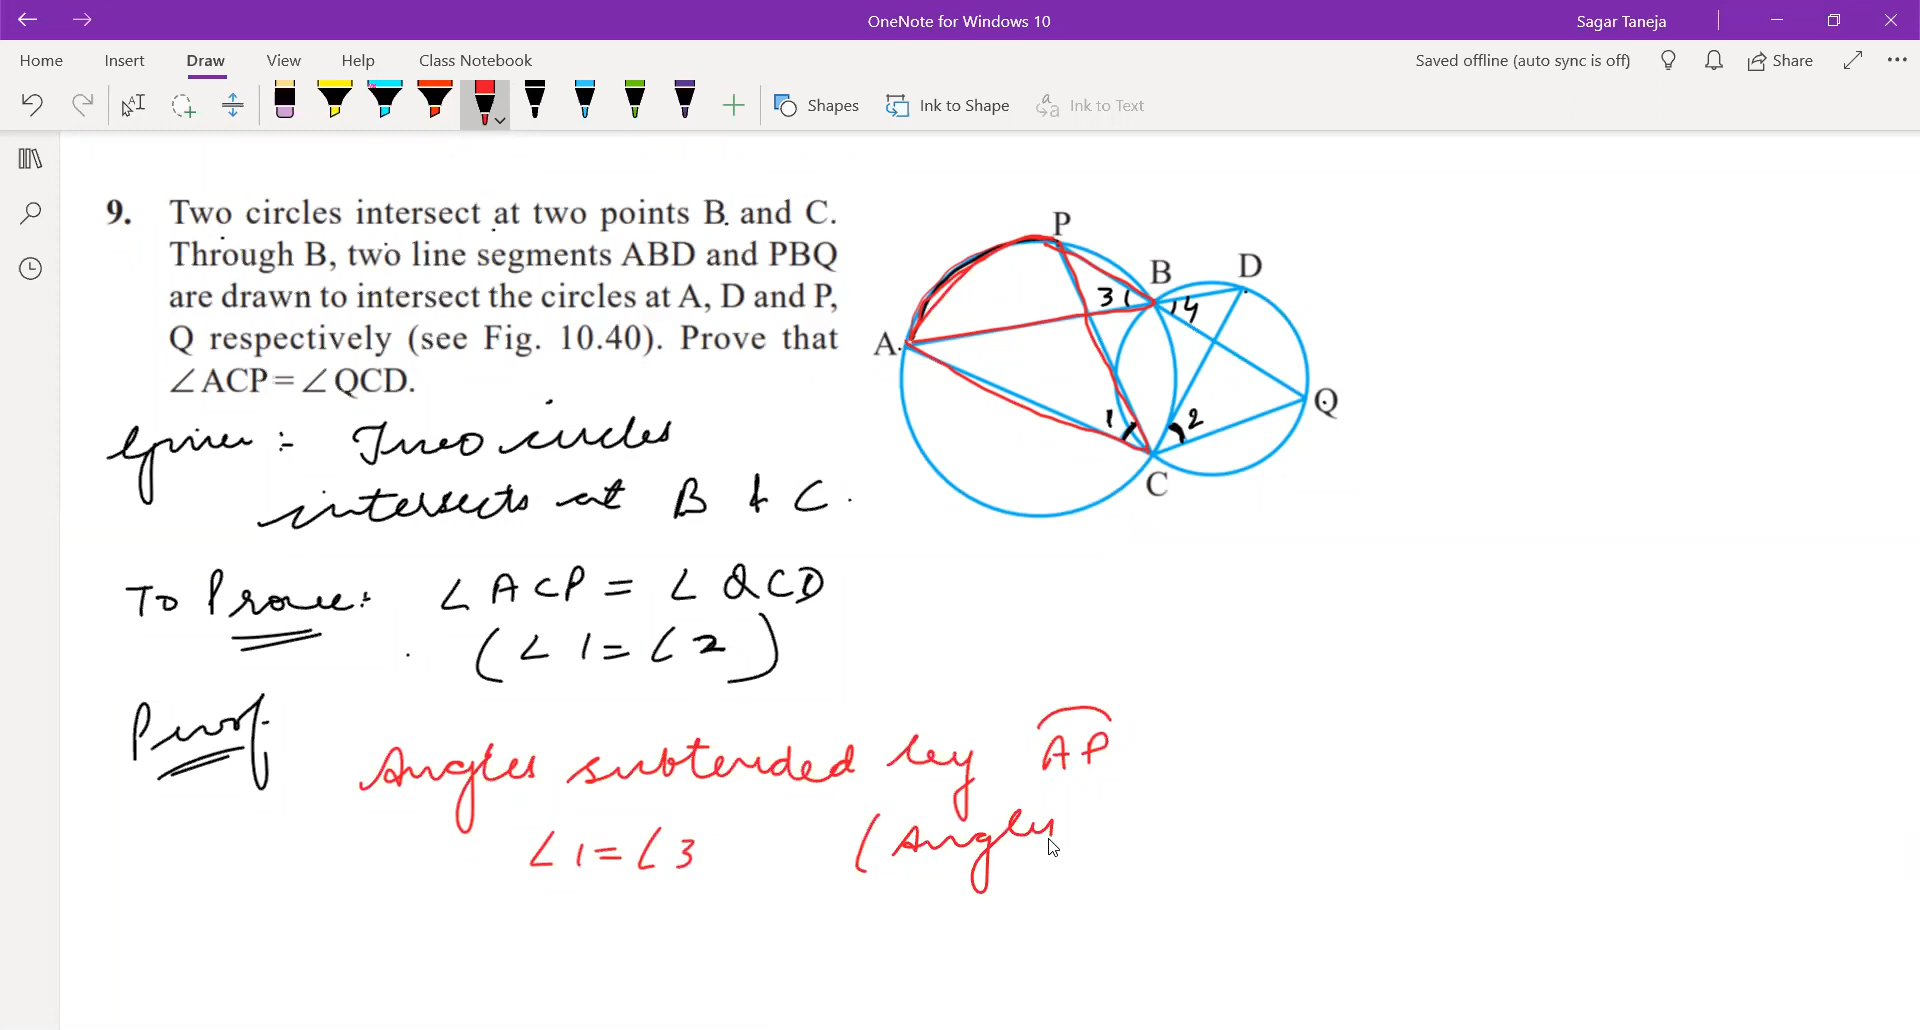 OneNote for Windows 10
Sagar Taneja
Home Insert Draw View Help Class Notebook
Saved offline (auto sync is off) Share
Shapes Ink to Shape Ink to Text
9. Two circles intersect at two points B and C.
Through B, two line segments ABD and PBQ
are drawn to intersect the circles at A, D and P,
Q respectively (see Fig. 10.40). Prove that
∠ACP = ∠QCD.
P
B
D
3
4
A
Q
1
2
C
Given :- Two circles
intersects at B & C.
To Prove: ∠ACP = ∠QCD
(∠1 = ∠2)
Proof
Angles subtended by A͡P
∠1 = ∠3 (Angles